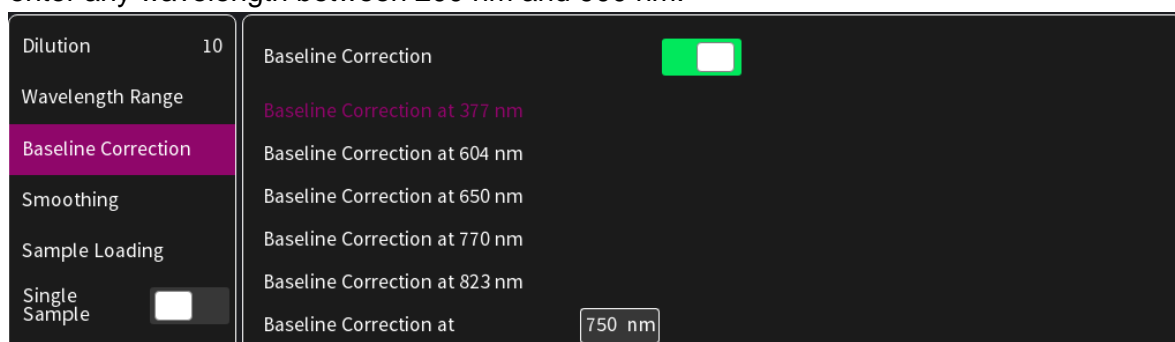 Dilution 10
Wavelength Range
Baseline Correction
Smoothing
Sample Loading
Single
Sample
Baseline Correction
Baseline Correction at 377 nm
Baseline Correction at 604 nm
Baseline Correction at 650 nm
Baseline Correction at 770 nm
Baseline Correction at 823 nm
Baseline Correction at 750 nm